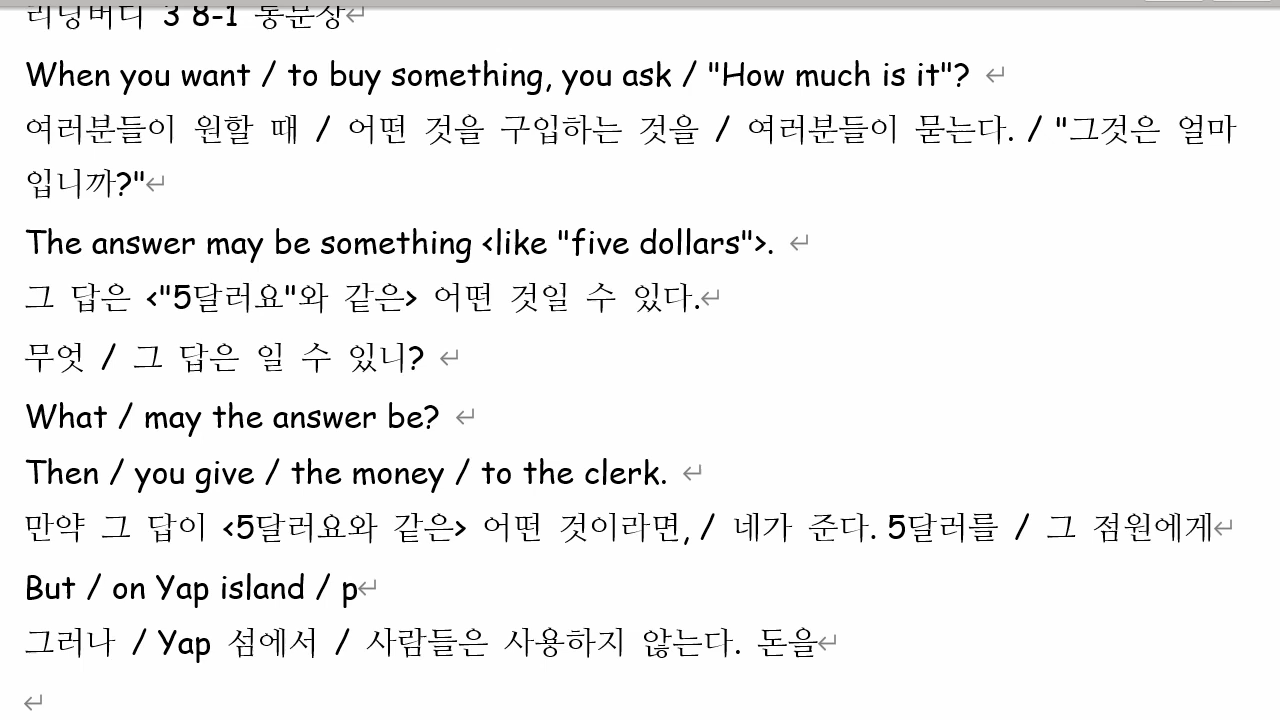 리딩버디 3 8-1 통문장
When you want / to buy something, you ask / "How much is it"?
여러분들이 원할 때 / 어떤 것을 구입하는 것을 / 여러분들이 묻는다. / "그것은 얼마
입니까?"
The answer may be something <like "five dollars">.
그 답은 <"5달러요"와 같은> 어떤 것일 수 있다.
무엇 / 그 답은 일 수 있니?
What / may the answer be?
Then / you give / the money / to the clerk.
만약 그 답이 <5달러요와 같은> 어떤 것이라면, / 네가 준다. 5달러를 / 그 점원에게
But / on Yap island / p
그러나 / Yap 섬에서 / 사람들은 사용하지 않는다. 돈을